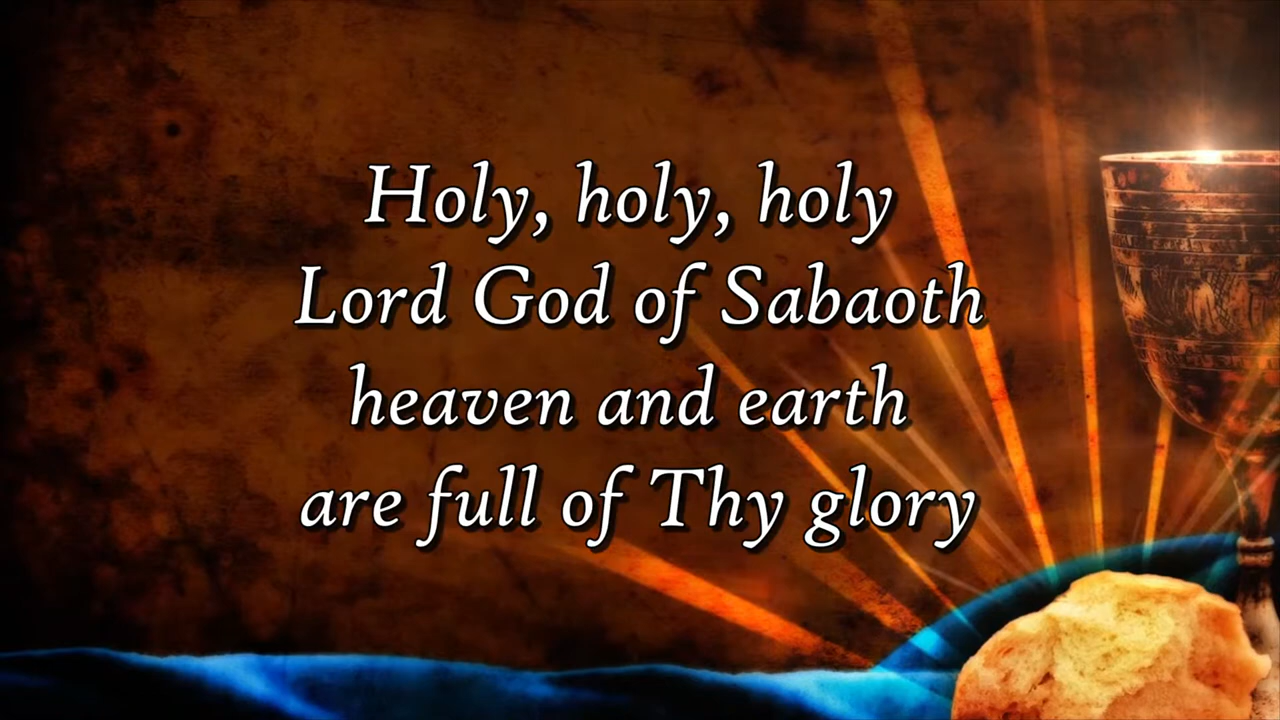 Holy, holy, holy
Lord God of Sabaoth
heaven and earth
are full of Thy glory